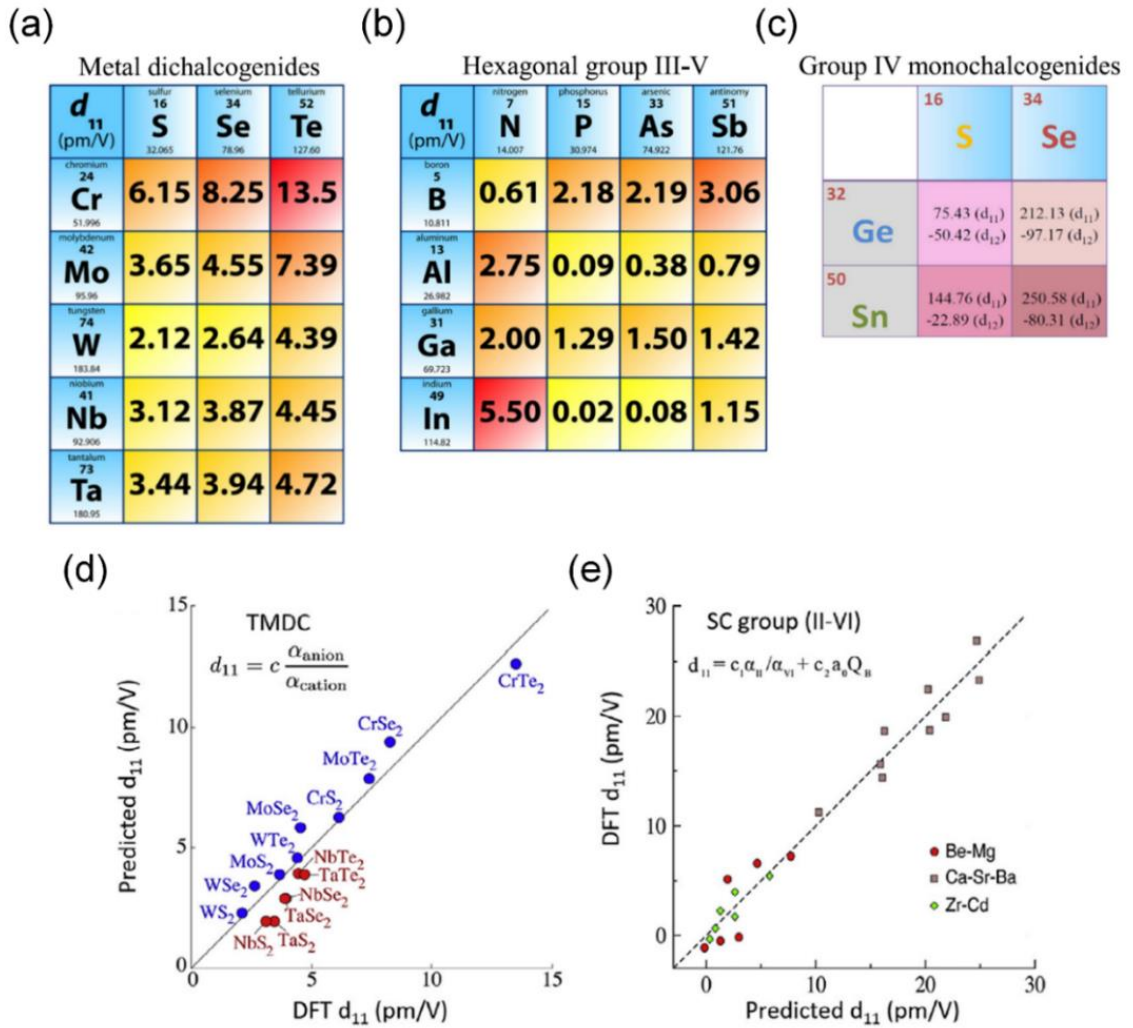 (a)
Metal dichalcogenides
d11
(pm/V)
sulfur
16
S
32.065
selenium
34
Se
78.96
tellurium
52
Te
127.60
chromium
24
Cr
51.996
6.15 8.25 13.5
molybdenum
42
Mo
95.96
3.65 4.55 7.39
tungsten
74
W
183.84
2.12 2.64 4.39
niobium
41
Nb
92.906
3.12 3.87 4.45
tantalum
73
Ta
180.95
3.44 3.94 4.72
(b)
Hexagonal group III-V
d11
(pm/V)
nitrogen
7
N
14.007
phosphorus
15
P
30.974
arsenic
33
As
74.922
antinomy
51
Sb
121.76
boron
5
B
10.811
0.61 2.18 2.19 3.06
aluminum
13
Al
26.982
2.75 0.09 0.38 0.79
gallium
31
Ga
69.723
2.00 1.29 1.50 1.42
indium
49
In
114.82
5.50 0.02 0.08 1.15
(c)
Group IV monochalcogenides
16
S
34
Se
32
Ge
75.43 (d11)
-50.42 (d12)
212.13 (d11)
-97.17 (d12)
50
Sn
144.76 (d11)
-22.89 (d12)
250.58 (d11)
-80.31 (d12)
(d)
TMDC
d11 = c αanion / αcation
Predicted d11 (pm/V)
15
10
5
0
CrTe2
CrSe2
MoTe2
CrS2
MoSe2
WTe2
MoS2
WSe2
WS2
NbTe2
TaTe2
NbSe2
TaSe2
NbS2 TaS2
0 5 10 15
DFT d11 (pm/V)
(e)
SC group (II-VI)
d11 = c1αII/αVI + c2a0QB
DFT d11 (pm/V)
30
20
10
0
Be-Mg
Ca-Sr-Ba
Zr-Cd
0 10 20 30
Predicted d11 (pm/V)